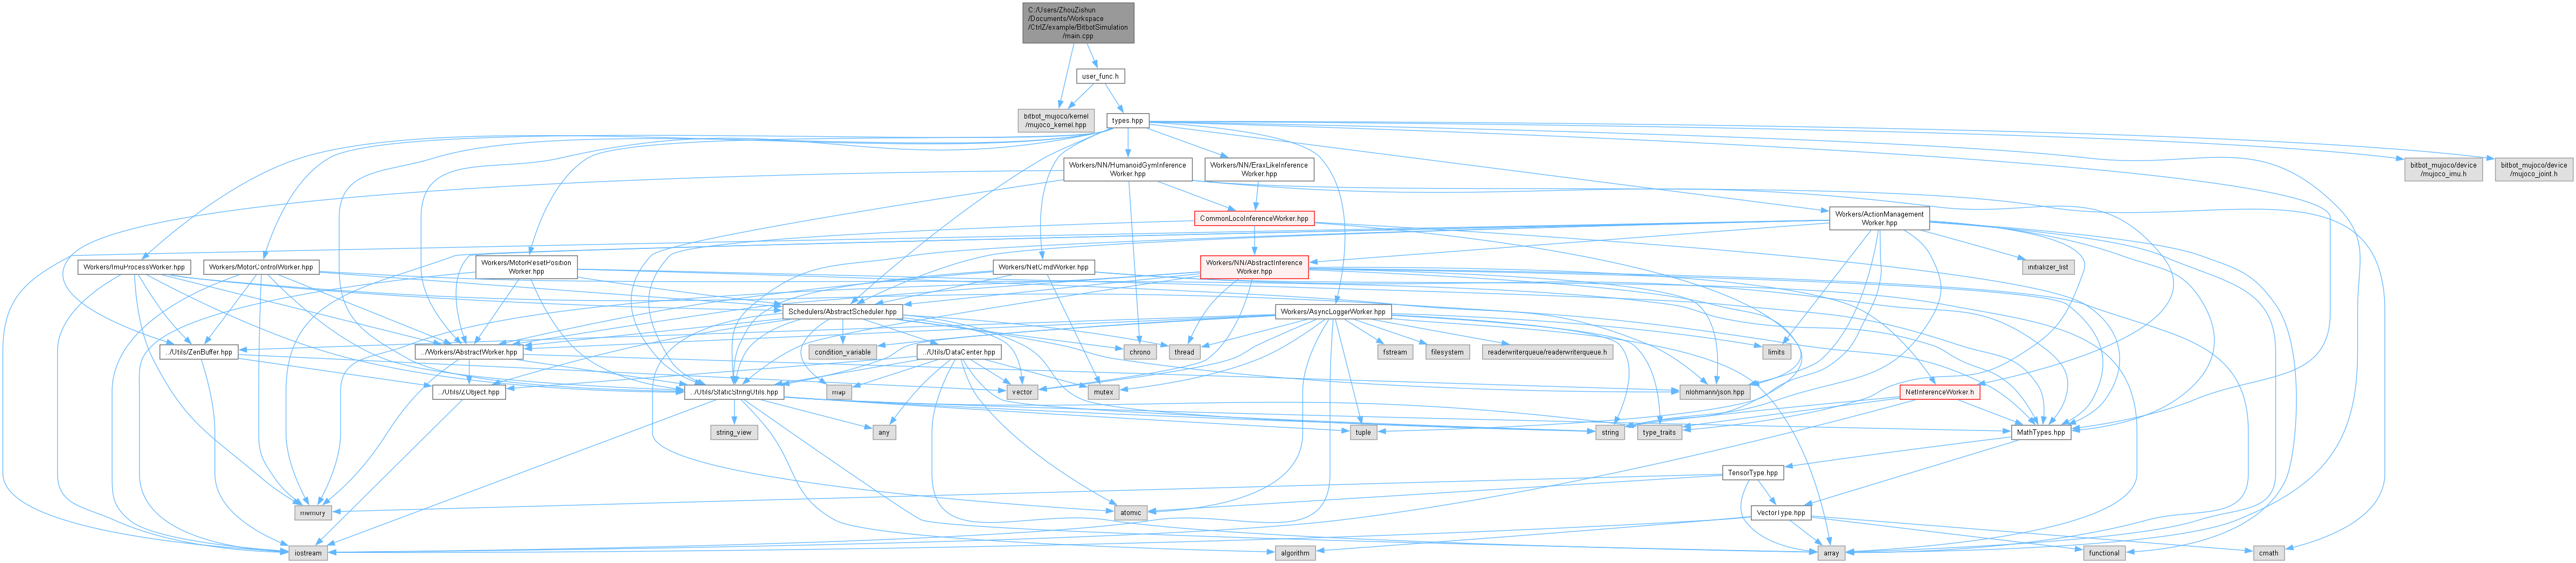 C:/Users/ZhouZishun
/Documents/Workspace
/CtrlZ/example/BitbotSimulation
/main.cpp
user_func.h
bitbot_mujoco/kernel
/mujoco_kernel.hpp
types.hpp
Workers/NN/HumanoidGymInference
Worker.hpp
Workers/NN/EraxLikeInference
Worker.hpp
bitbot_mujoco/device
/mujoco_imu.h
bitbot_mujoco/device
/mujoco_joint.h
CommonLocoInferenceWorker.hpp
Workers/ActionManagement
Worker.hpp
Workers/ImuProcessWorker.hpp
Workers/MotorControlWorker.hpp
Workers/MotorResetPosition
Worker.hpp
Workers/NetCmdWorker.hpp
Workers/NN/AbstractInference
Worker.hpp
initializer_list
Schedulers/AbstractScheduler.hpp
Workers/AsyncLoggerWorker.hpp
../Utils/ZenBuffer.hpp
../Workers/AbstractWorker.hpp
condition_variable
../Utils/DataCenter.hpp
chrono
thread
fstream
filesystem
readerwriterqueue/readerwriterqueue.h
limits
../Utils/ZObject.hpp
../Utils/StaticStringUtils.hpp
map
vector
mutex
nlohmann/json.hpp
NetInferenceWorker.h
string_view
any
tuple
string
type_traits
MathTypes.hpp
TensorType.hpp
memory
atomic
VectorType.hpp
iostream
algorithm
array
functional
cmath